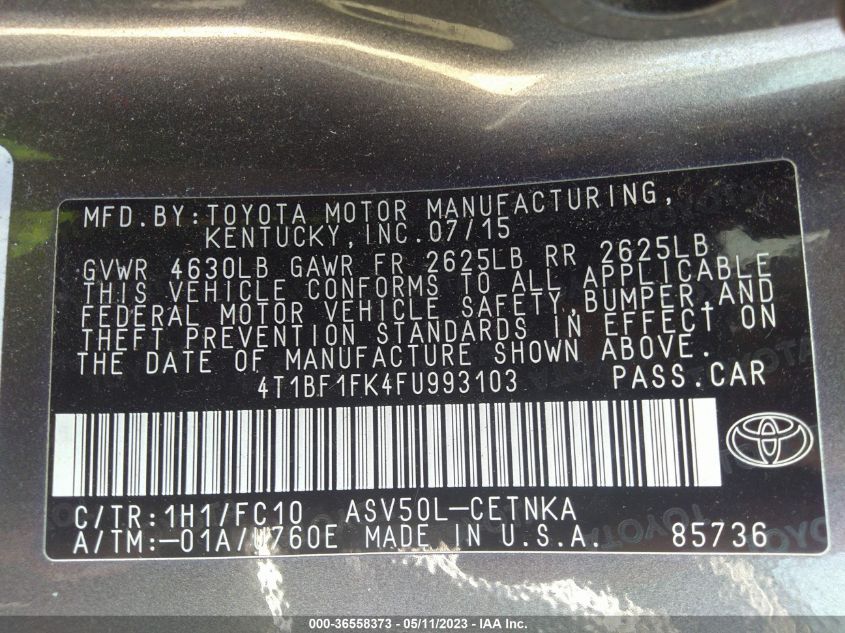 MFD.BY:TOYOTA MOTOR MANUFACTURING,
KENTUCKY,INC.07/15
GVWR 4630LB GAWR FR 2625LB RR 2625LB
THIS VEHICLE CONFORMS TO ALL APPLICABLE
FEDERAL MOTOR VEHICLE SAFETY,BUMPER,AND
THEFT PREVENTION STANDARDS IN EFFECT ON
THE DATE OF MANUFACTURE SHOWN ABOVE.
4T1BF1FK4FU993103 PASS.CAR
C/TR:1H1/FC10 ASV50L-CETNKA
A/TM:-01A/U760E MADE IN U.S.A. 85736
000-36558373 - 05/11/2023 - © IAA Inc.